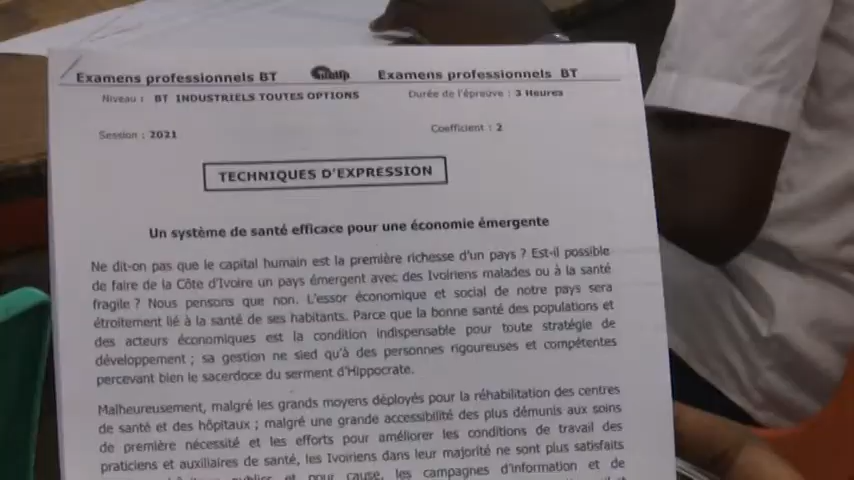 Examens professionnels BT Examens professionnels BT
Niveau : BT INDUSTRIELS TOUTES OPTIONS Durée de l'épreuve : 3 Heures
Session : 2021 Coefficient : 2
TECHNIQUES D'EXPRESSION
Un système de santé efficace pour une économie émergente
Ne dit-on pas que le capital humain est la première richesse d'un pays ? Est-il possible
de faire de la Côte d'Ivoire un pays émergent avec des Ivoiriens malades ou à la santé
fragile ? Nous pensons que non. L'essor économique et social de notre pays sera
étroitement lié à la santé de ses habitants. Parce que la bonne santé des populations et
des acteurs économiques est la condition indispensable pour toute stratégie de
développement ; sa gestion ne sied qu'à des personnes rigoureuses et compétentes
percevant bien le sacerdoce du serment d'Hippocrate.
Malheureusement, malgré les grands moyens déployés pour la réhabilitation des centres
de santé et des hôpitaux ; malgré une grande accessibilité des plus démunis aux soins
de première nécessité et les efforts pour améliorer les conditions de travail des
praticiens et auxiliaires de santé, les Ivoiriens dans leur majorité ne sont plus satisfaits
publics et pour cause, les campagnes d'information et de